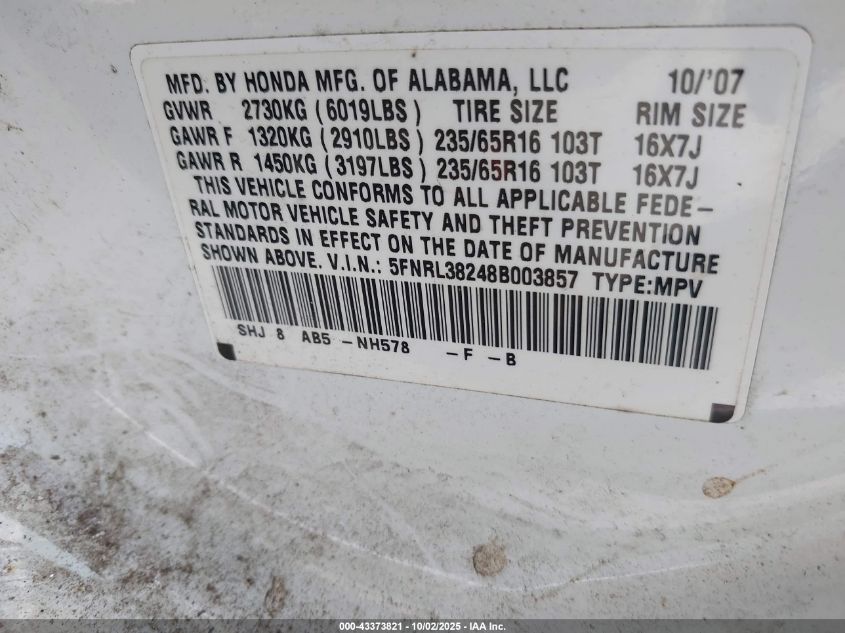 MFD. BY HONDA MFG. OF ALABAMA, LLC 10/'07
GVWR 2730KG (6019LBS) TIRE SIZE RIM SIZE
GAWR F 1320KG (2910LBS) 235/65R16 103T 16X7J
GAWR R 1450KG (3197LBS) 235/65R16 103T 16X7J
THIS VEHICLE CONFORMS TO ALL APPLICABLE FEDE-
RAL MOTOR VEHICLE SAFETY AND THEFT PREVENTION
STANDARDS IN EFFECT ON THE DATE OF MANUFACTURE
SHOWN ABOVE. V.I.N.: 5FNRL38248B003857 TYPE:MPV
SHJ 8 AB5 -NH578 -F -B
000-43373821 - 10/02/2025 - IAA Inc.